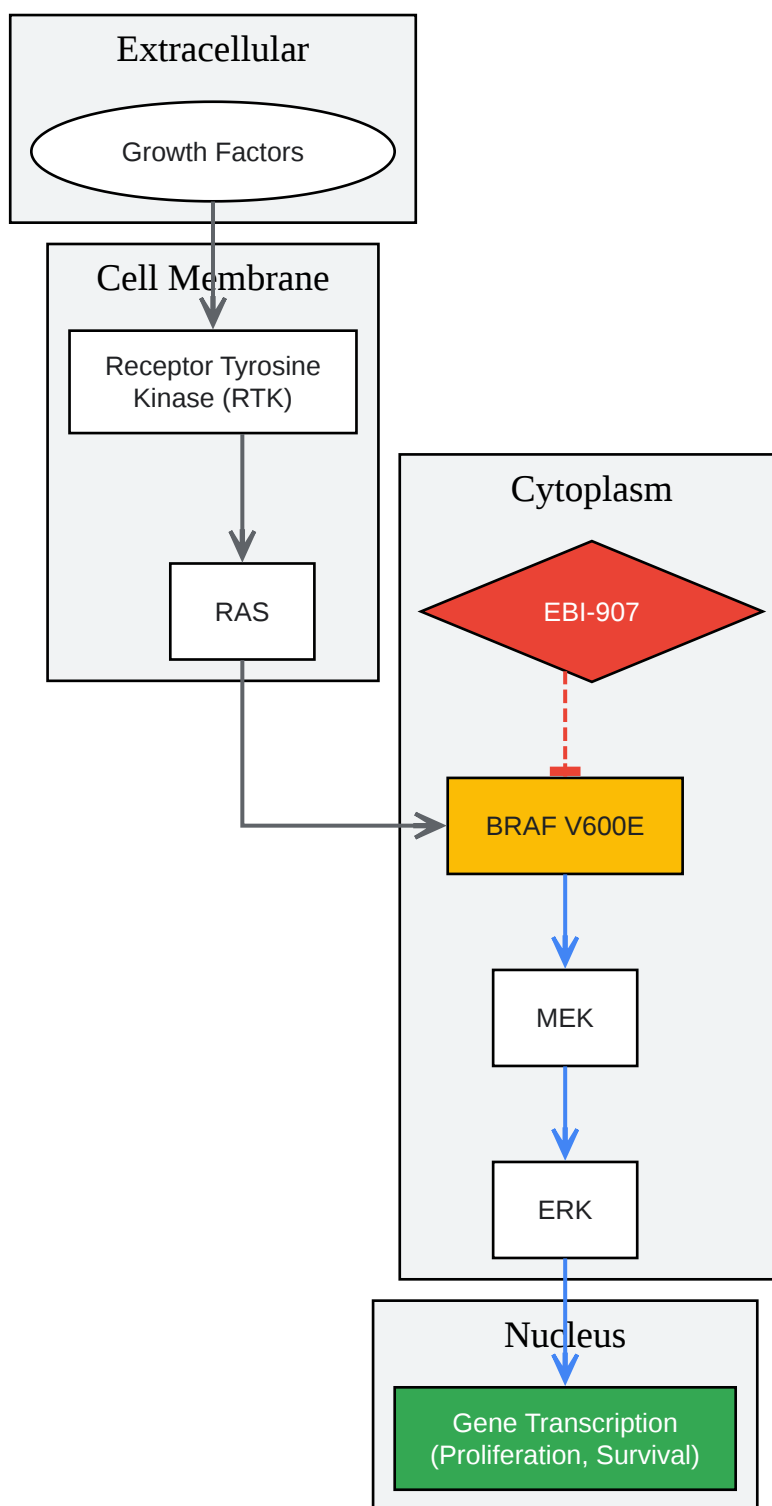 Extracellular
Growth Factors
Cell Membrane
Receptor Tyrosine
Kinase (RTK)
RAS
Cytoplasm
EBI-907
BRAF V600E
MEK
ERK
Nucleus
Gene Transcription
(Proliferation, Survival)